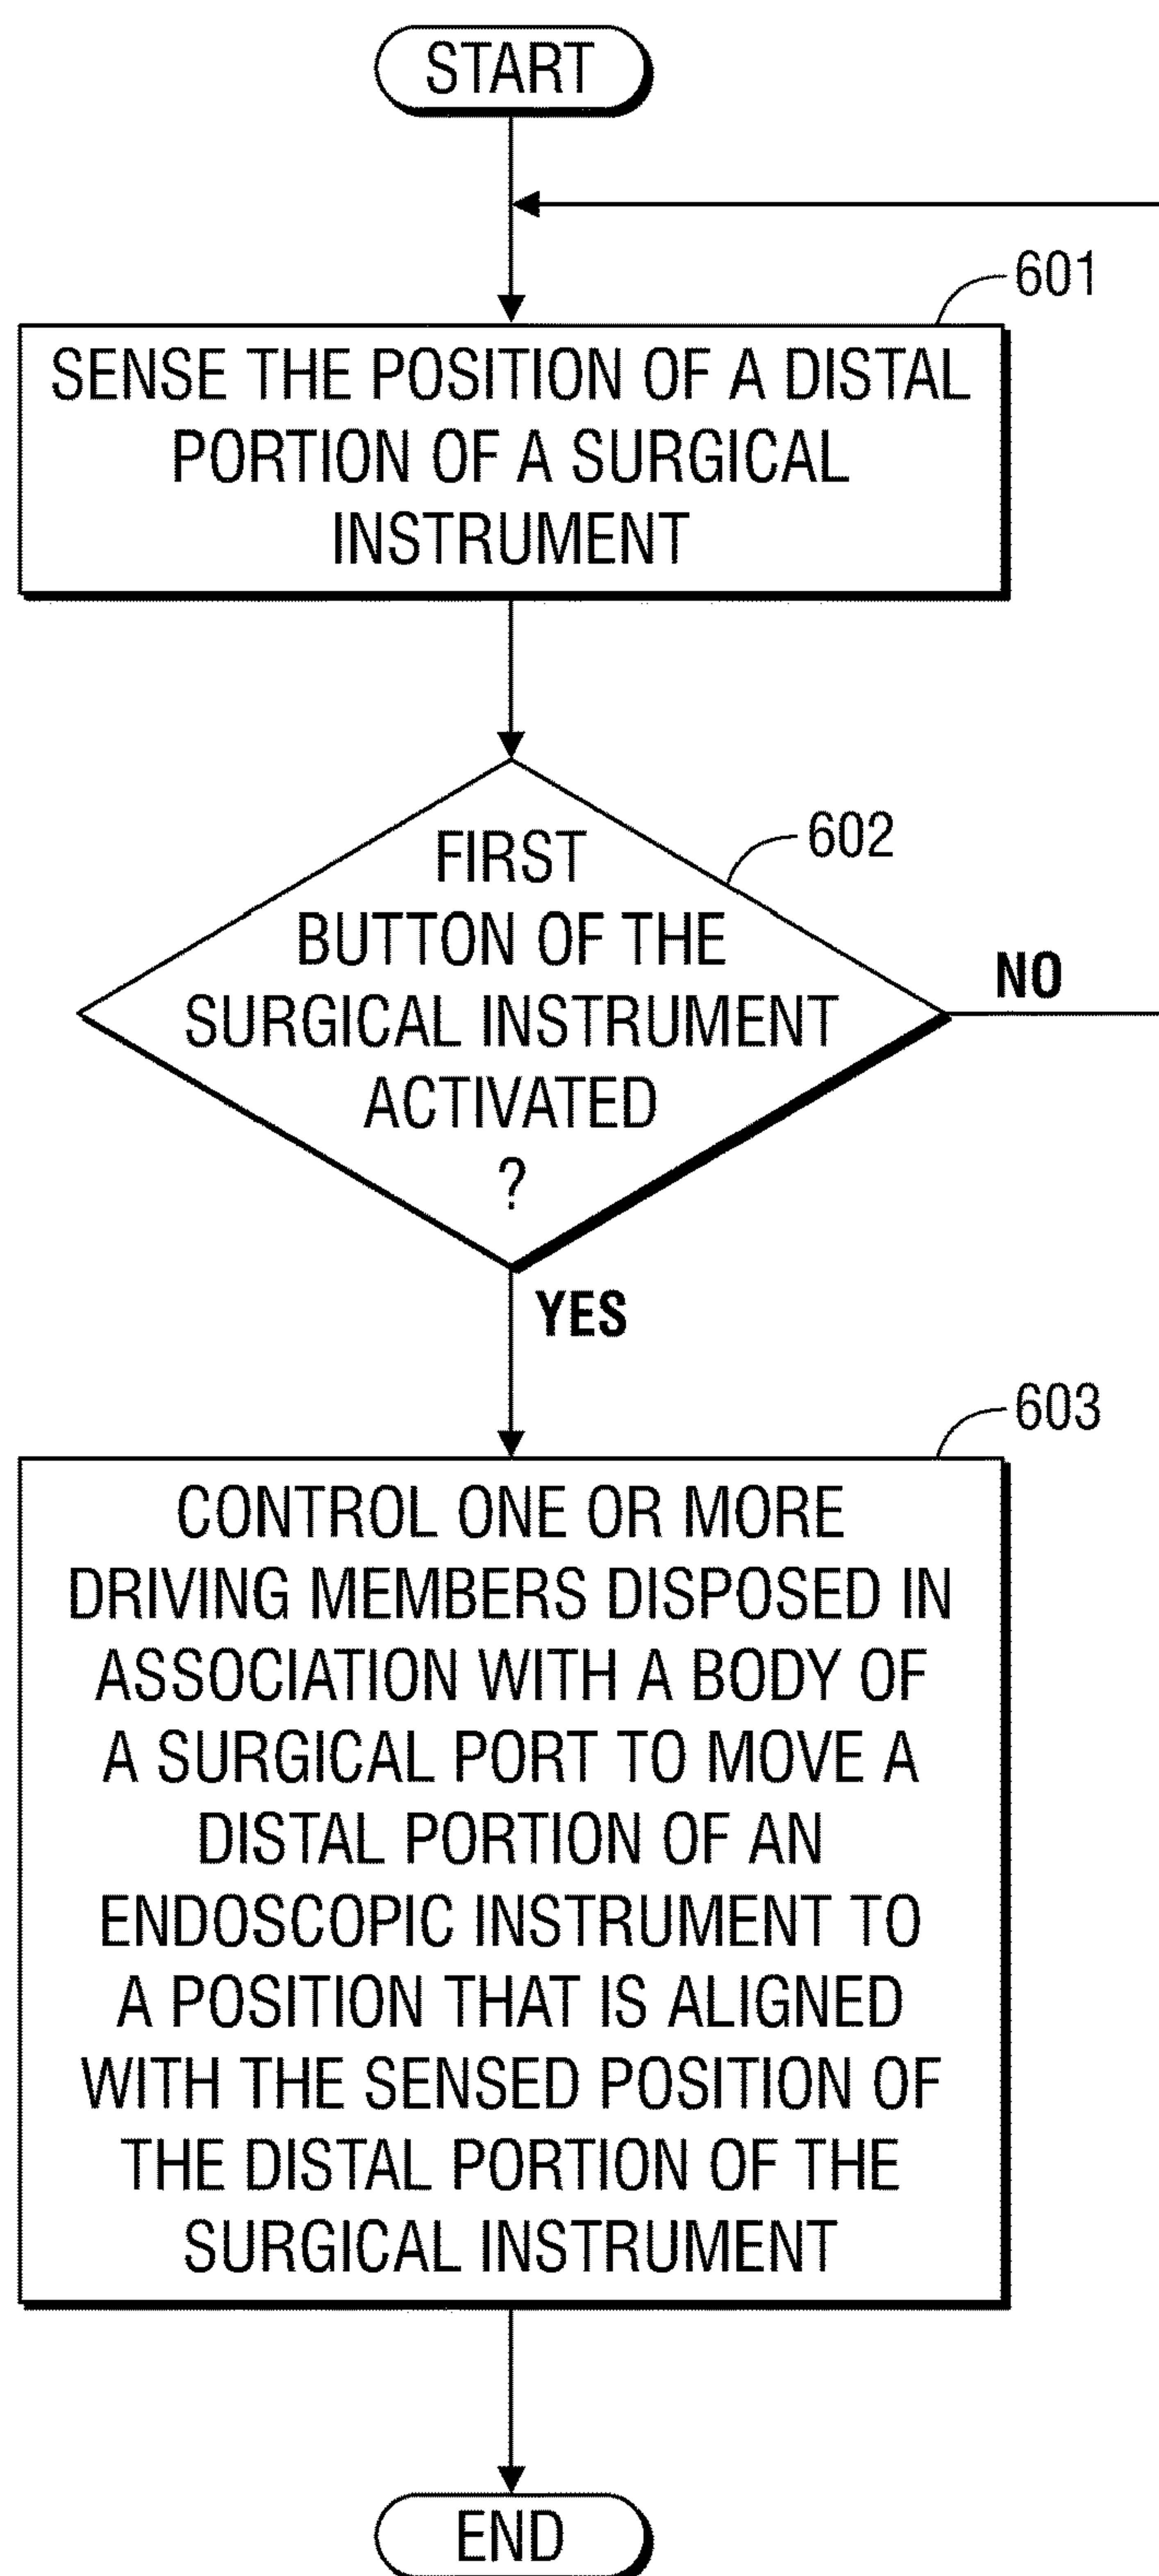 START
601
SENSE THE POSITION OF A DISTAL
PORTION OF A SURGICAL
INSTRUMENT
602
FIRST
BUTTON OF THE
SURGICAL INSTRUMENT
ACTIVATED
?
NO
YES
603
CONTROL ONE OR MORE
DRIVING MEMBERS DISPOSED IN
ASSOCIATION WITH A BODY OF
A SURGICAL PORT TO MOVE A
DISTAL PORTION OF AN
ENDOSCOPIC INSTRUMENT TO
A POSITION THAT IS ALIGNED
WITH THE SENSED POSITION OF
THE DISTAL PORTION OF THE
SURGICAL INSTRUMENT
END